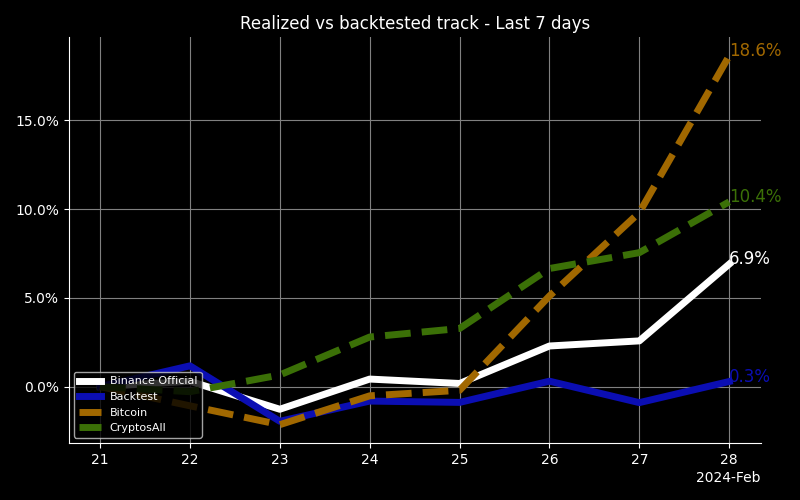 Realized vs backtested track - Last 7 days
18.6%
15.0%
10.4%
10.0%
6.9%
5.0%
0.3%
0.0%
Binance Official
Backtest
Bitcoin
CryptosAll
21 22 23 24 25 26 27 28
2024-Feb